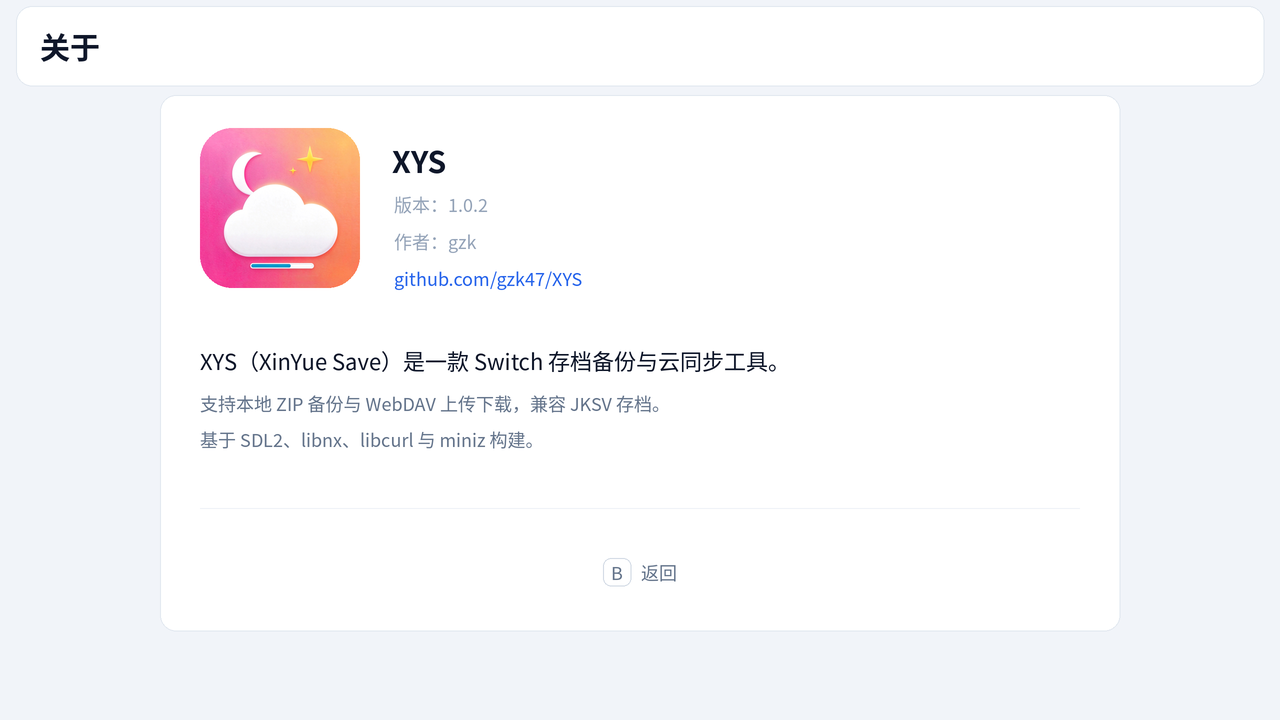 关于
XYS
版本：1.0.2
作者：gzk
github.com/gzk47/XYS
XYS（XinYue Save）是一款 Switch 存档备份与云同步工具。
支持本地 ZIP 备份与 WebDAV 上传下载，兼容 JKSV 存档。
基于 SDL2、libnx、libcurl 与 miniz 构建。
B 返回